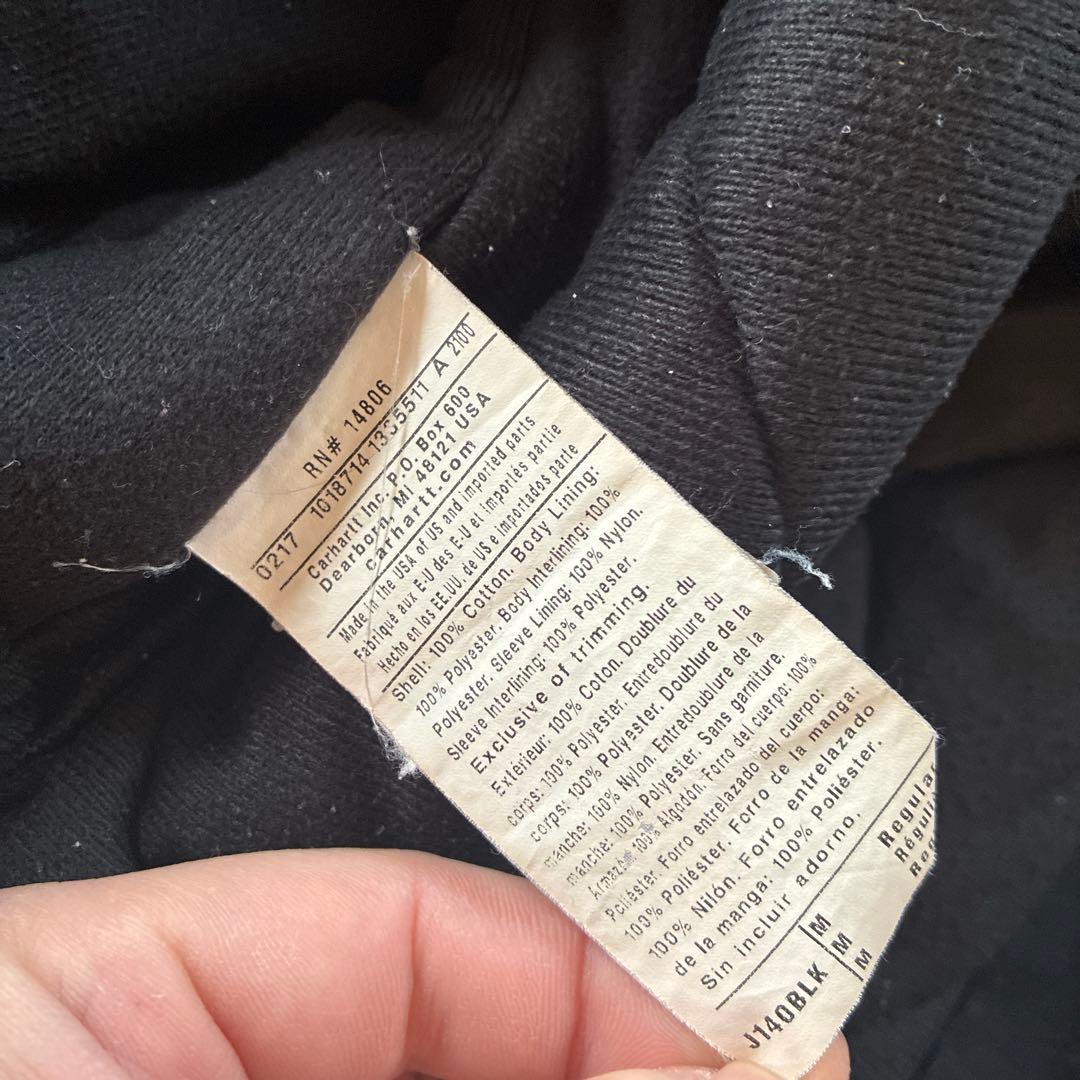 RN# 14806
0217 1018714 A 2100
Carhartt Inc. P.O. Box 600
Dearborn, MI 48121 USA
carhartt.com
Made in the USA of US and imported parts
Fabriqué aux E-U des E-U et importés partie
Hecho en los EE.UU. de US e importados parte
Shell: 100% Cotton. Body Lining:
100% Polyester. Body Interlining: 100%
Polyester. Sleeve Lining: 100% Nylon.
Sleeve Interlining: 100% Polyester.
Exclusive of trimming.
Extérieur: 100% Coton. Doublure du
corps: 100% Polyester. Entredoublure du
corps: 100% Polyester. Doublure de la
manche: 100% Nylon. Entredoublure de la
manche: 100% Polyester. Sans garniture.
Armazón: 100% Algodón. Forro del cuerpo: 100%
Poliéster. Forro entrelazado del cuerpo:
100% Poliéster. Forro de la manga:
100% Nilón. Forro entrelazado
de la manga: 100% Poliéster.
Sin incluir adorno.
Regula
Réguli
Reg
J140BLK M
M
M